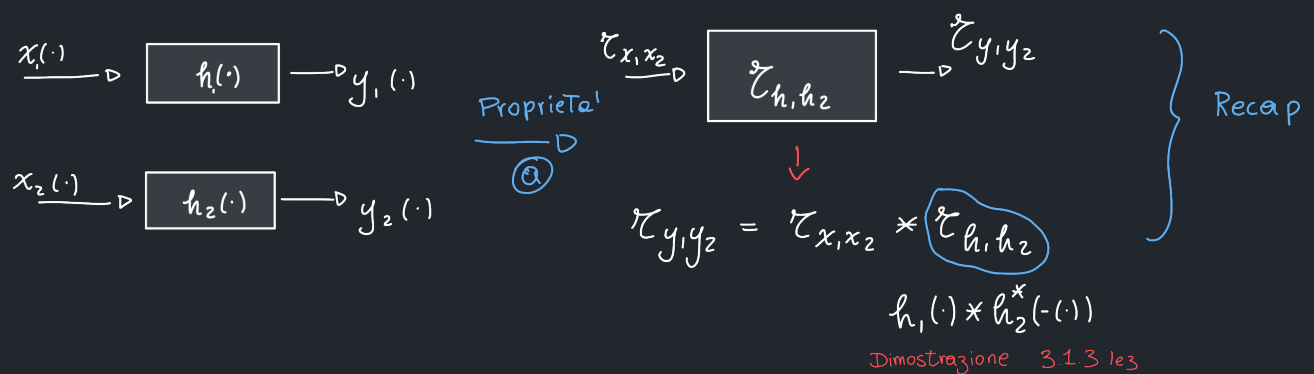 x₁(·) h₁(·) y₁(·)
x₂(·) h₂(·) y₂(·)
Proprieta'
a
r_{x₁x₂} r_{h₁h₂} r_{y₁y₂}
r_{y₁y₂} = r_{x₁x₂} * r_{h₁h₂}
h₁(·) * h₂*(-(·))
Dimostrazione 3.1.3 lez
Recap